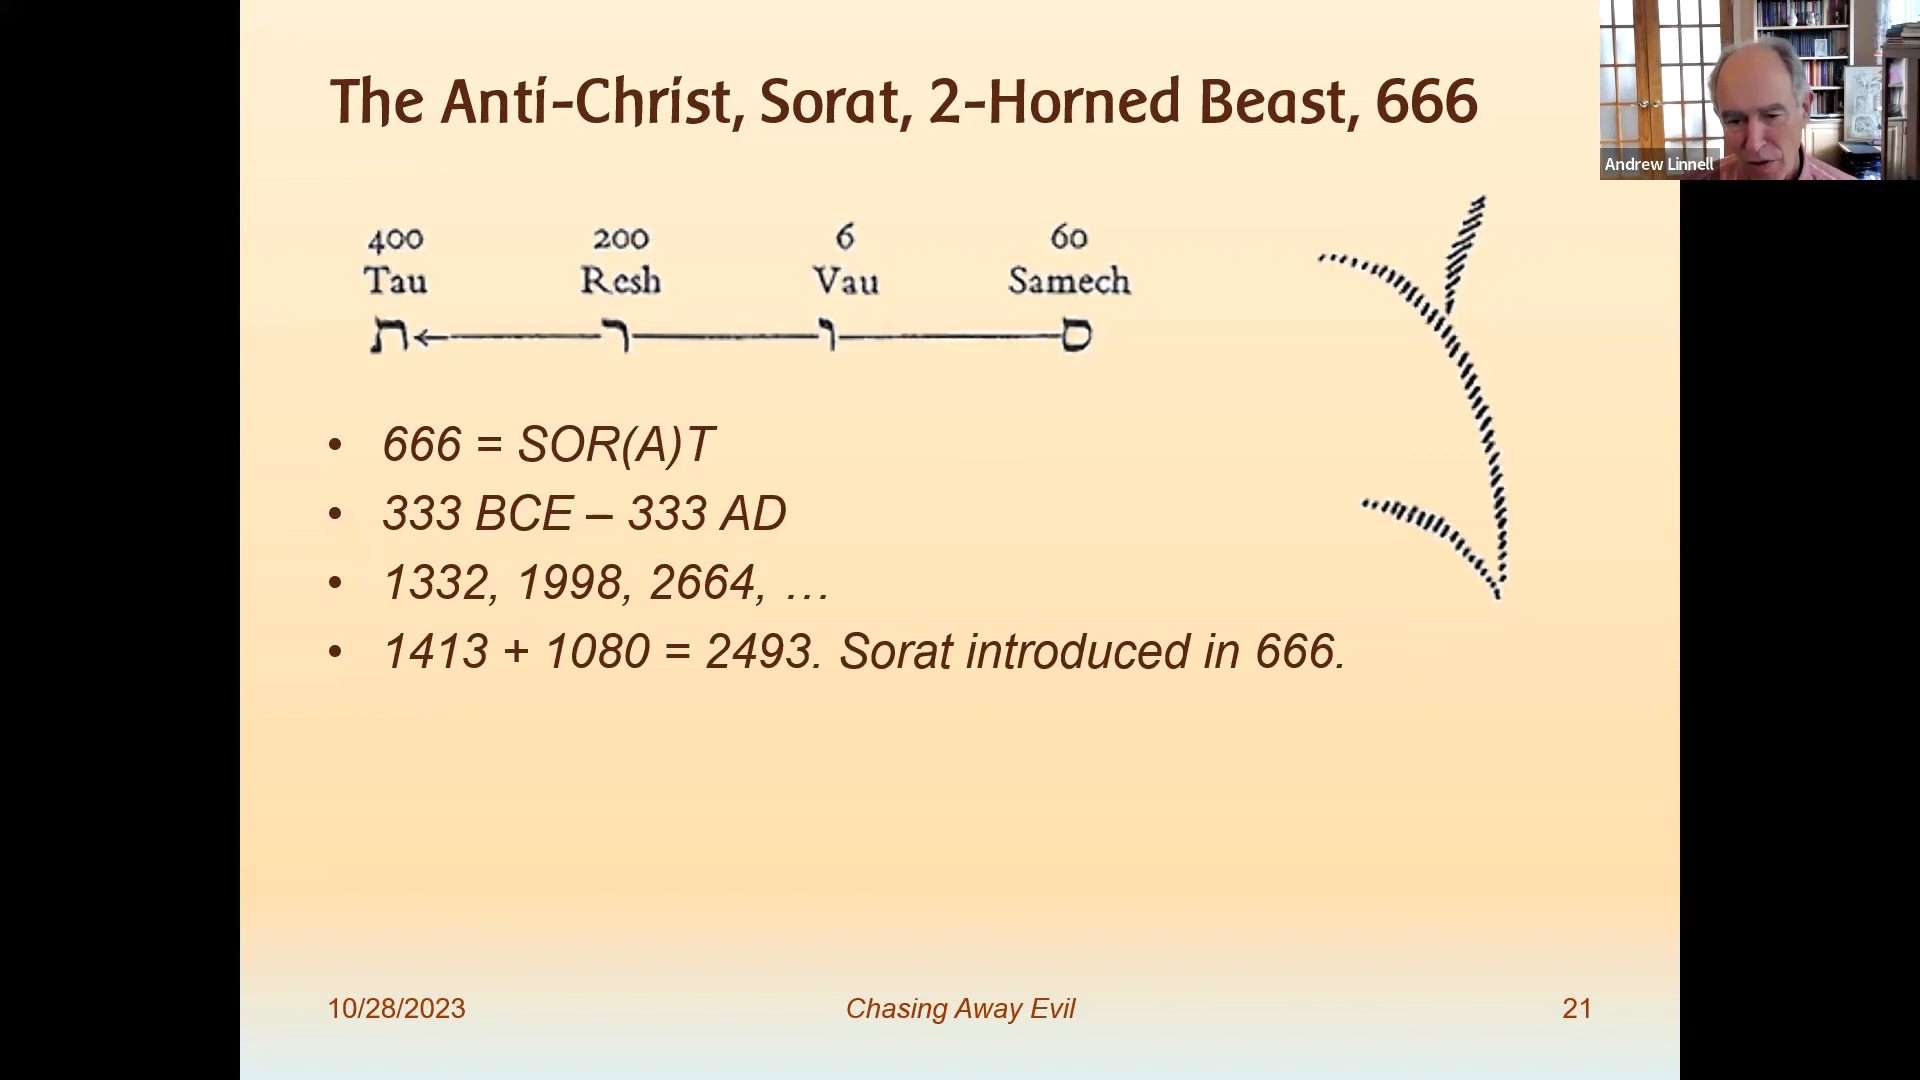 The Anti-Christ, Sorat, 2-Horned Beast, 666
Andrew Linnell
400 200 6 60
Tau Resh Vau Samech
ת ר ו ס
• 666 = SOR(A)T
• 333 BCE – 333 AD
• 1332, 1998, 2664, …
• 1413 + 1080 = 2493. Sorat introduced in 666.
10/28/2023 Chasing Away Evil 21